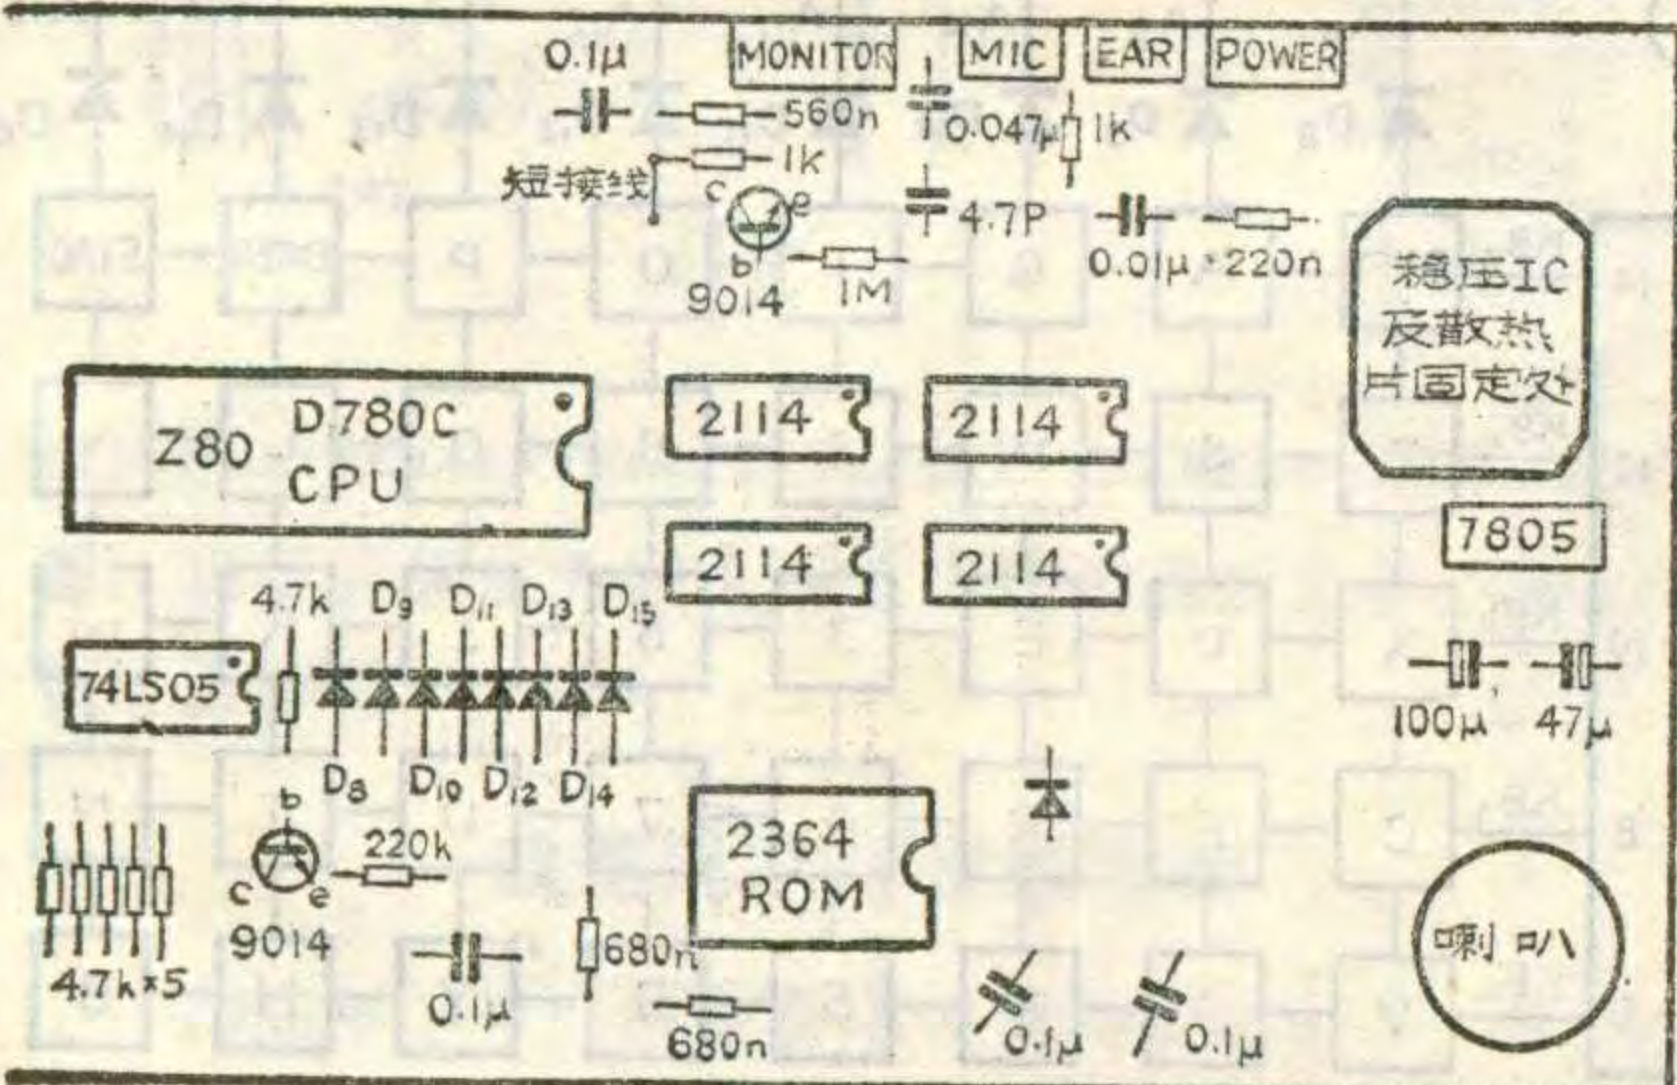 0.1μ
MONITOR
MIC
EAR
POWER
560n
0.047μ
1k
1k
短接线
c
e
b
9014
1M
4.7P
0.01μ
220n
稳压IC
反散热
片固定处
Z80
D780C
CPU
2114
2114
2114
2114
7805
4.7k
D9
D11
D13
D15
74LS05
D8
D10
D12
D14
100μ
47μ
b
c
e
9014
220k
4.7k×5
0.1μ
680n
680n
2364
ROM
0.1μ
0.1μ
喇叭